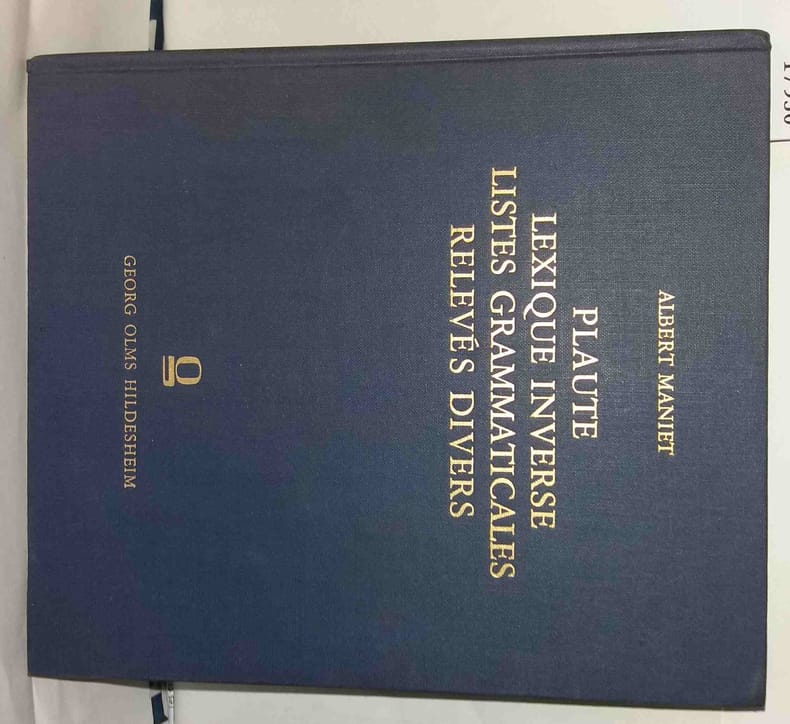 ALBERT MANIET
PLAUTE
LEXIQUE INVERSE
LISTES GRAMMATICALES
RELEVÉS DIVERS
GEORG OLMS HILDESHEIM